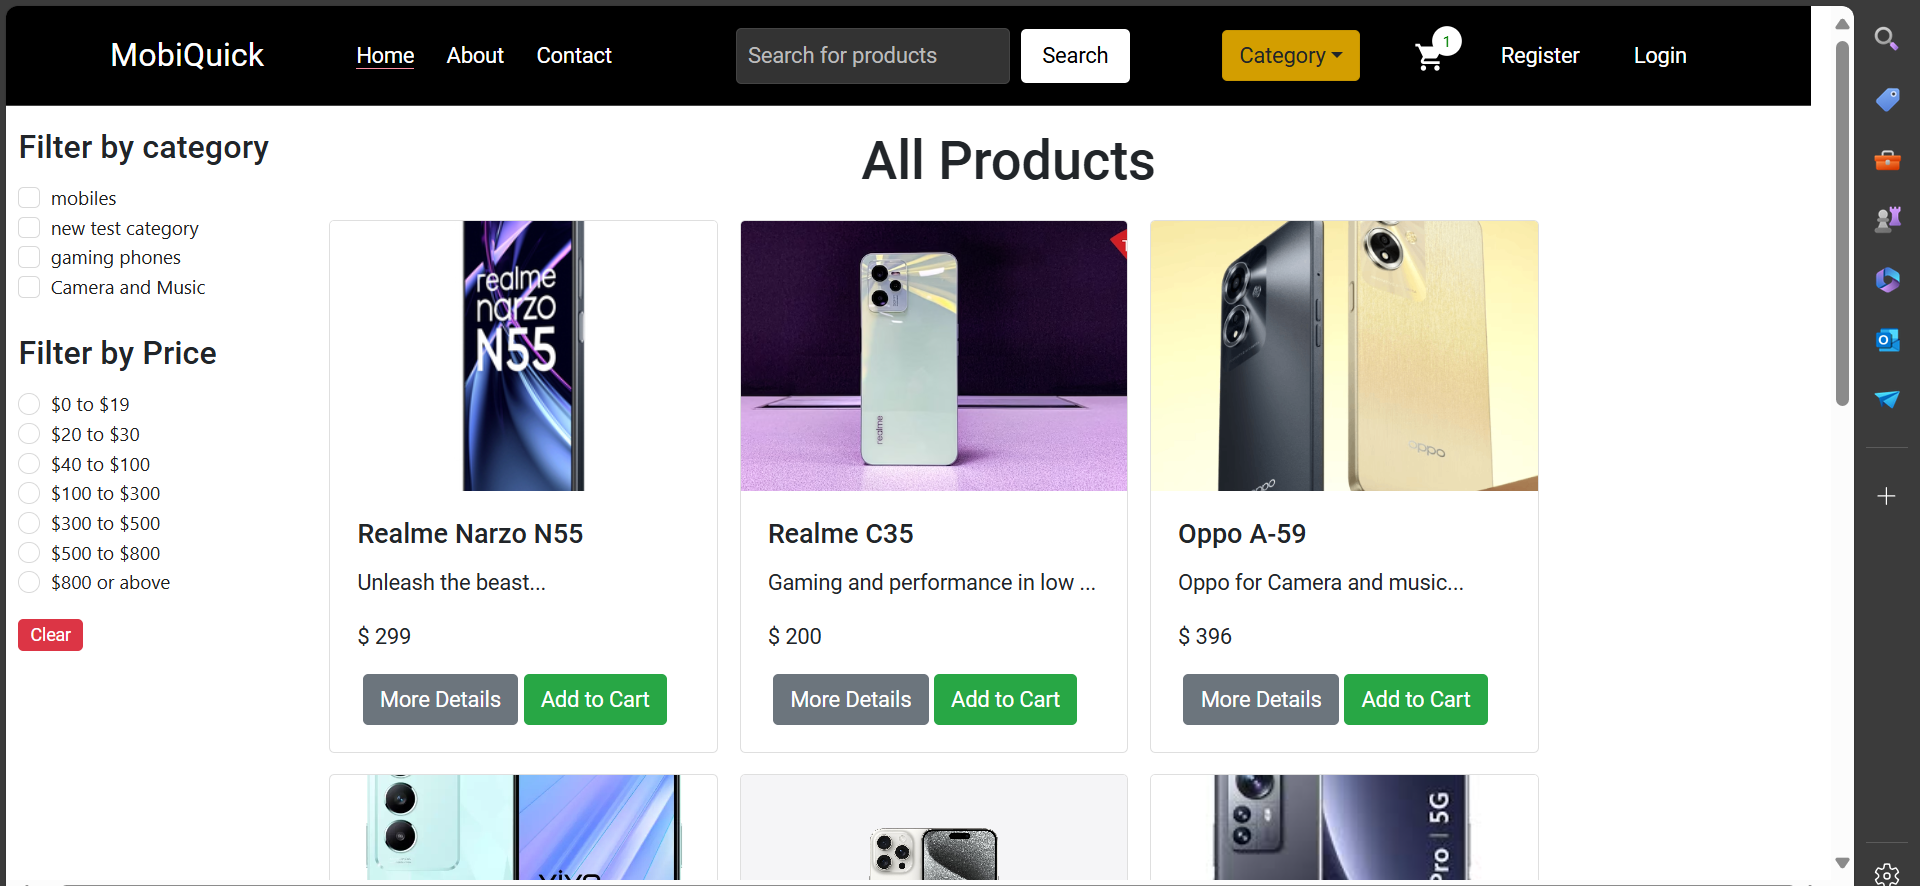 MobiQuick
Home
About
Contact
Search for products
Search
Category
1
Register
Login
Filter by category
mobiles
new test category
gaming phones
Camera and Music
Filter by Price
$0 to $19
$20 to $30
$40 to $100
$100 to $300
$300 to $500
$500 to $800
$800 or above
Clear
All Products
realme
narzo
N55
Realme Narzo N55
Unleash the beast...
$ 299
More Details
Add to Cart
realme
Realme C35
Gaming and performance in low ...
$ 200
More Details
Add to Cart
oppo
oppo
Oppo A-59
Oppo for Camera and music...
$ 396
More Details
Add to Cart
vivo
Pro | 5G